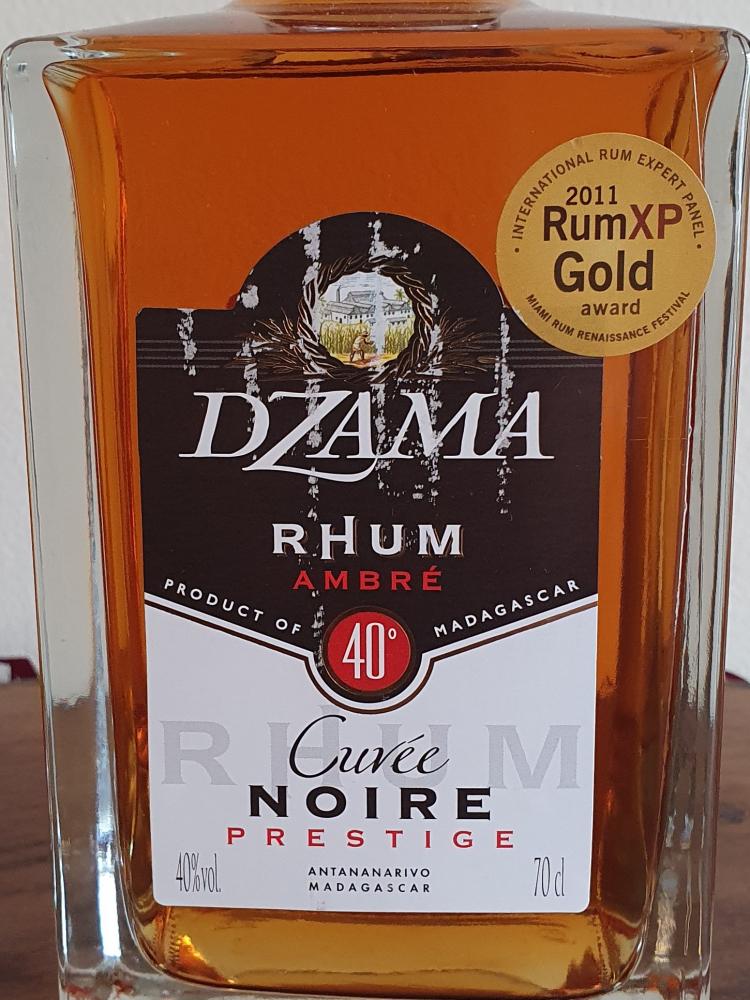 INTERNATIONAL RUM EXPERT PANEL
2011
RumXP
Gold
award
MIAMI RUM RENAISSANCE FESTIVAL
DZAMA
RHUM
AMBRÉ
PRODUCT OF MADAGASCAR
40°
RHUM
Cuvée
NOIRE
PRESTIGE
40%vol.
ANTANANARIVO
MADAGASCAR
70 cl